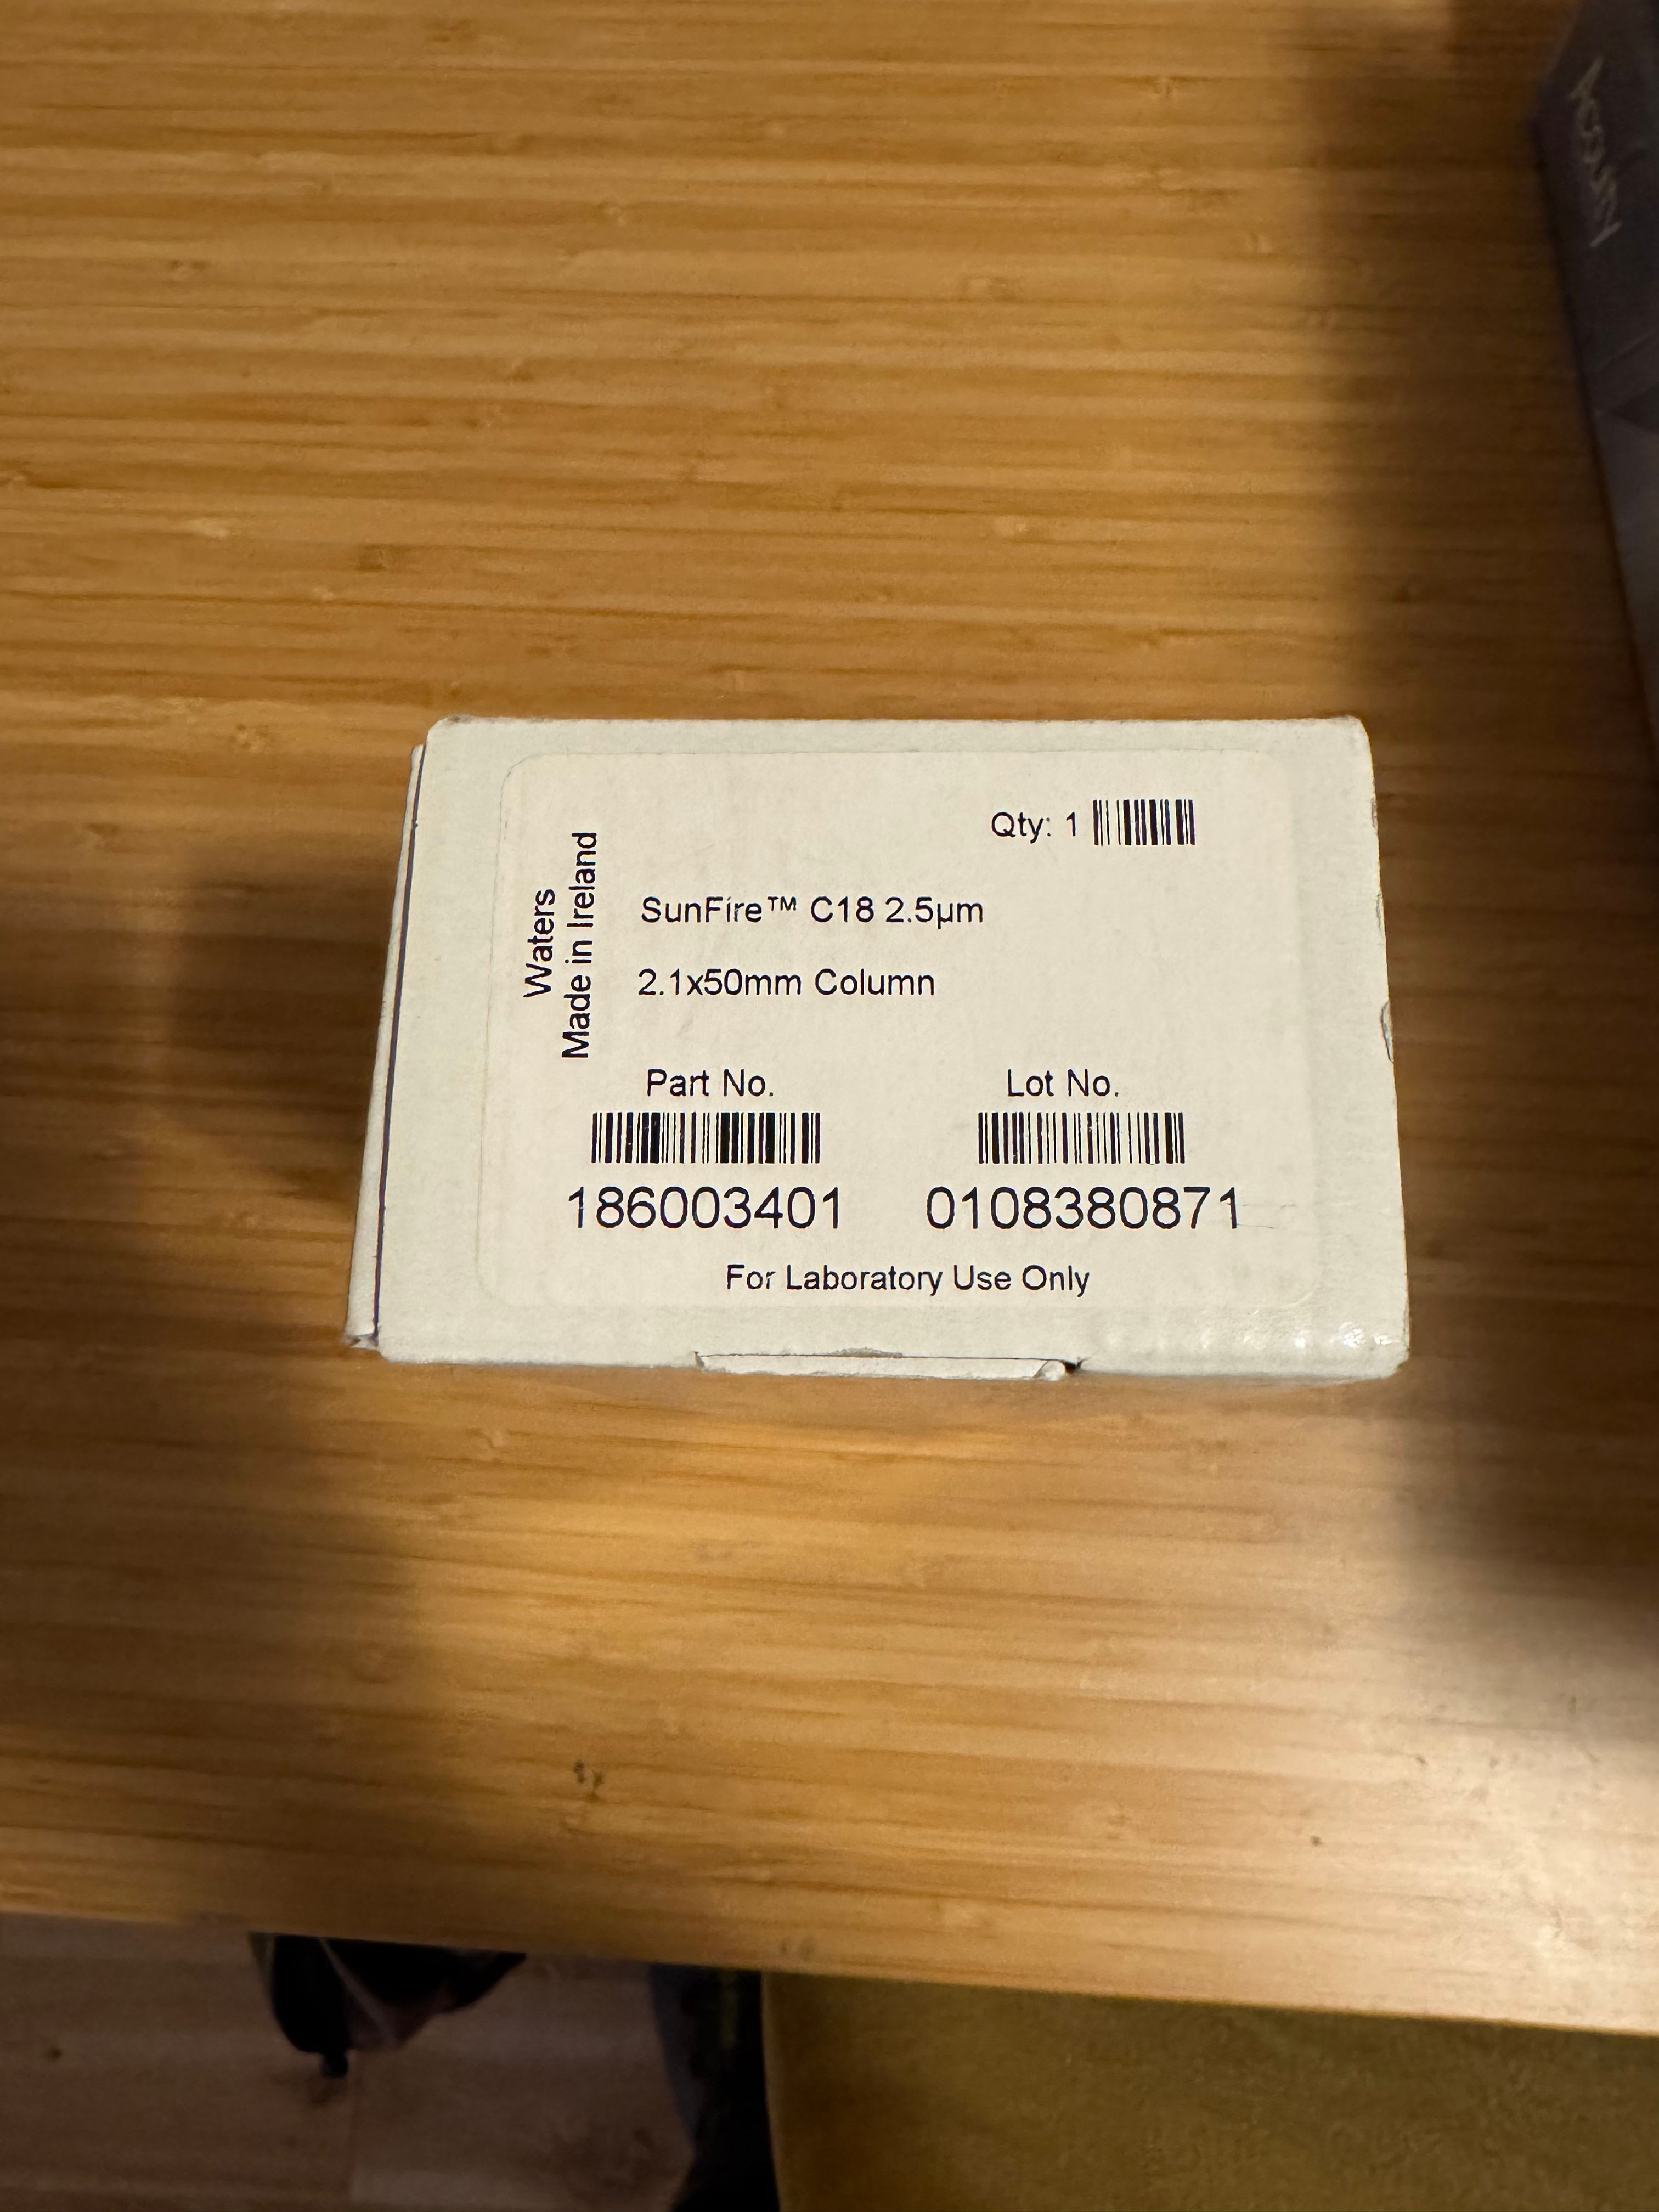 Qty: 1
Waters
Made in Ireland
SunFire™ C18 2.5µm
2.1x50mm Column
Part No.
Lot No.
186003401
0108380871
For Laboratory Use Only